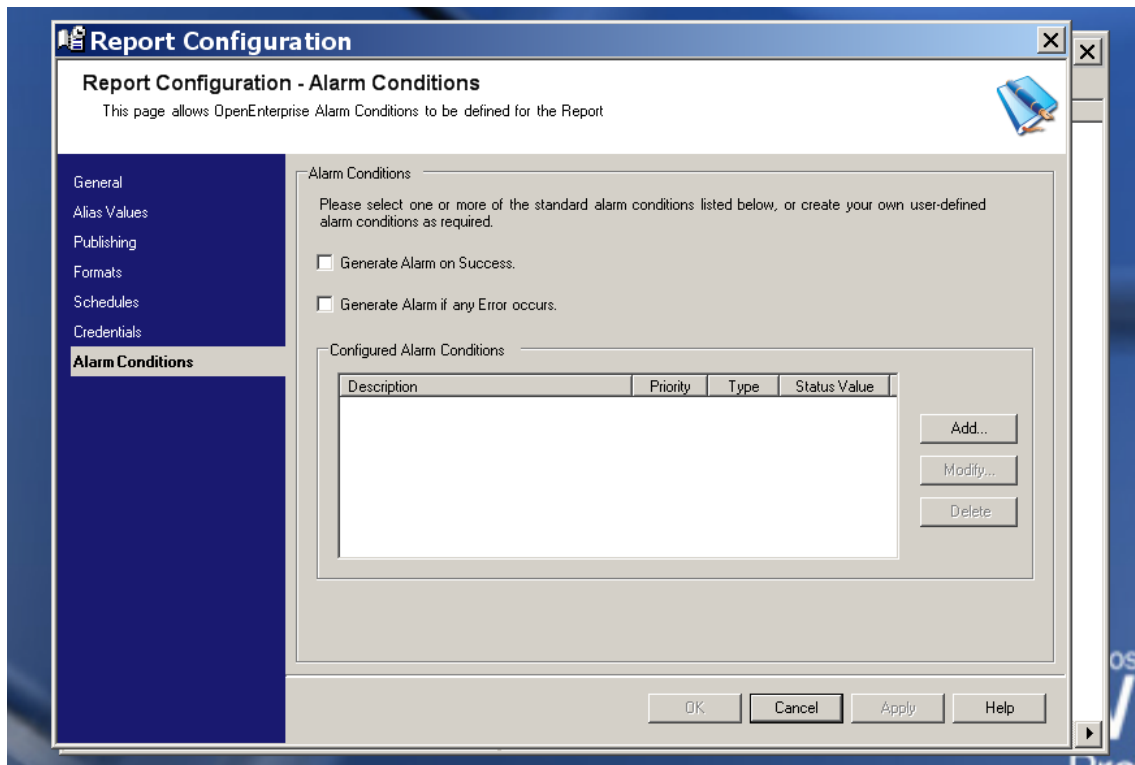 Report Configuration
Report Configuration - Alarm Conditions
This page allows OpenEnterprise Alarm Conditions to be defined for the Report
General
Alias Values
Publishing
Formats
Schedules
Credentials
Alarm Conditions
Alarm Conditions
Please select one or more of the standard alarm conditions listed below, or create your own user-defined
alarm conditions as required.
Generate Alarm on Success.
Generate Alarm if any Error occurs.
Configured Alarm Conditions
Description Priority Type Status Value
Add...
Modify...
Delete
OK Cancel Apply Help